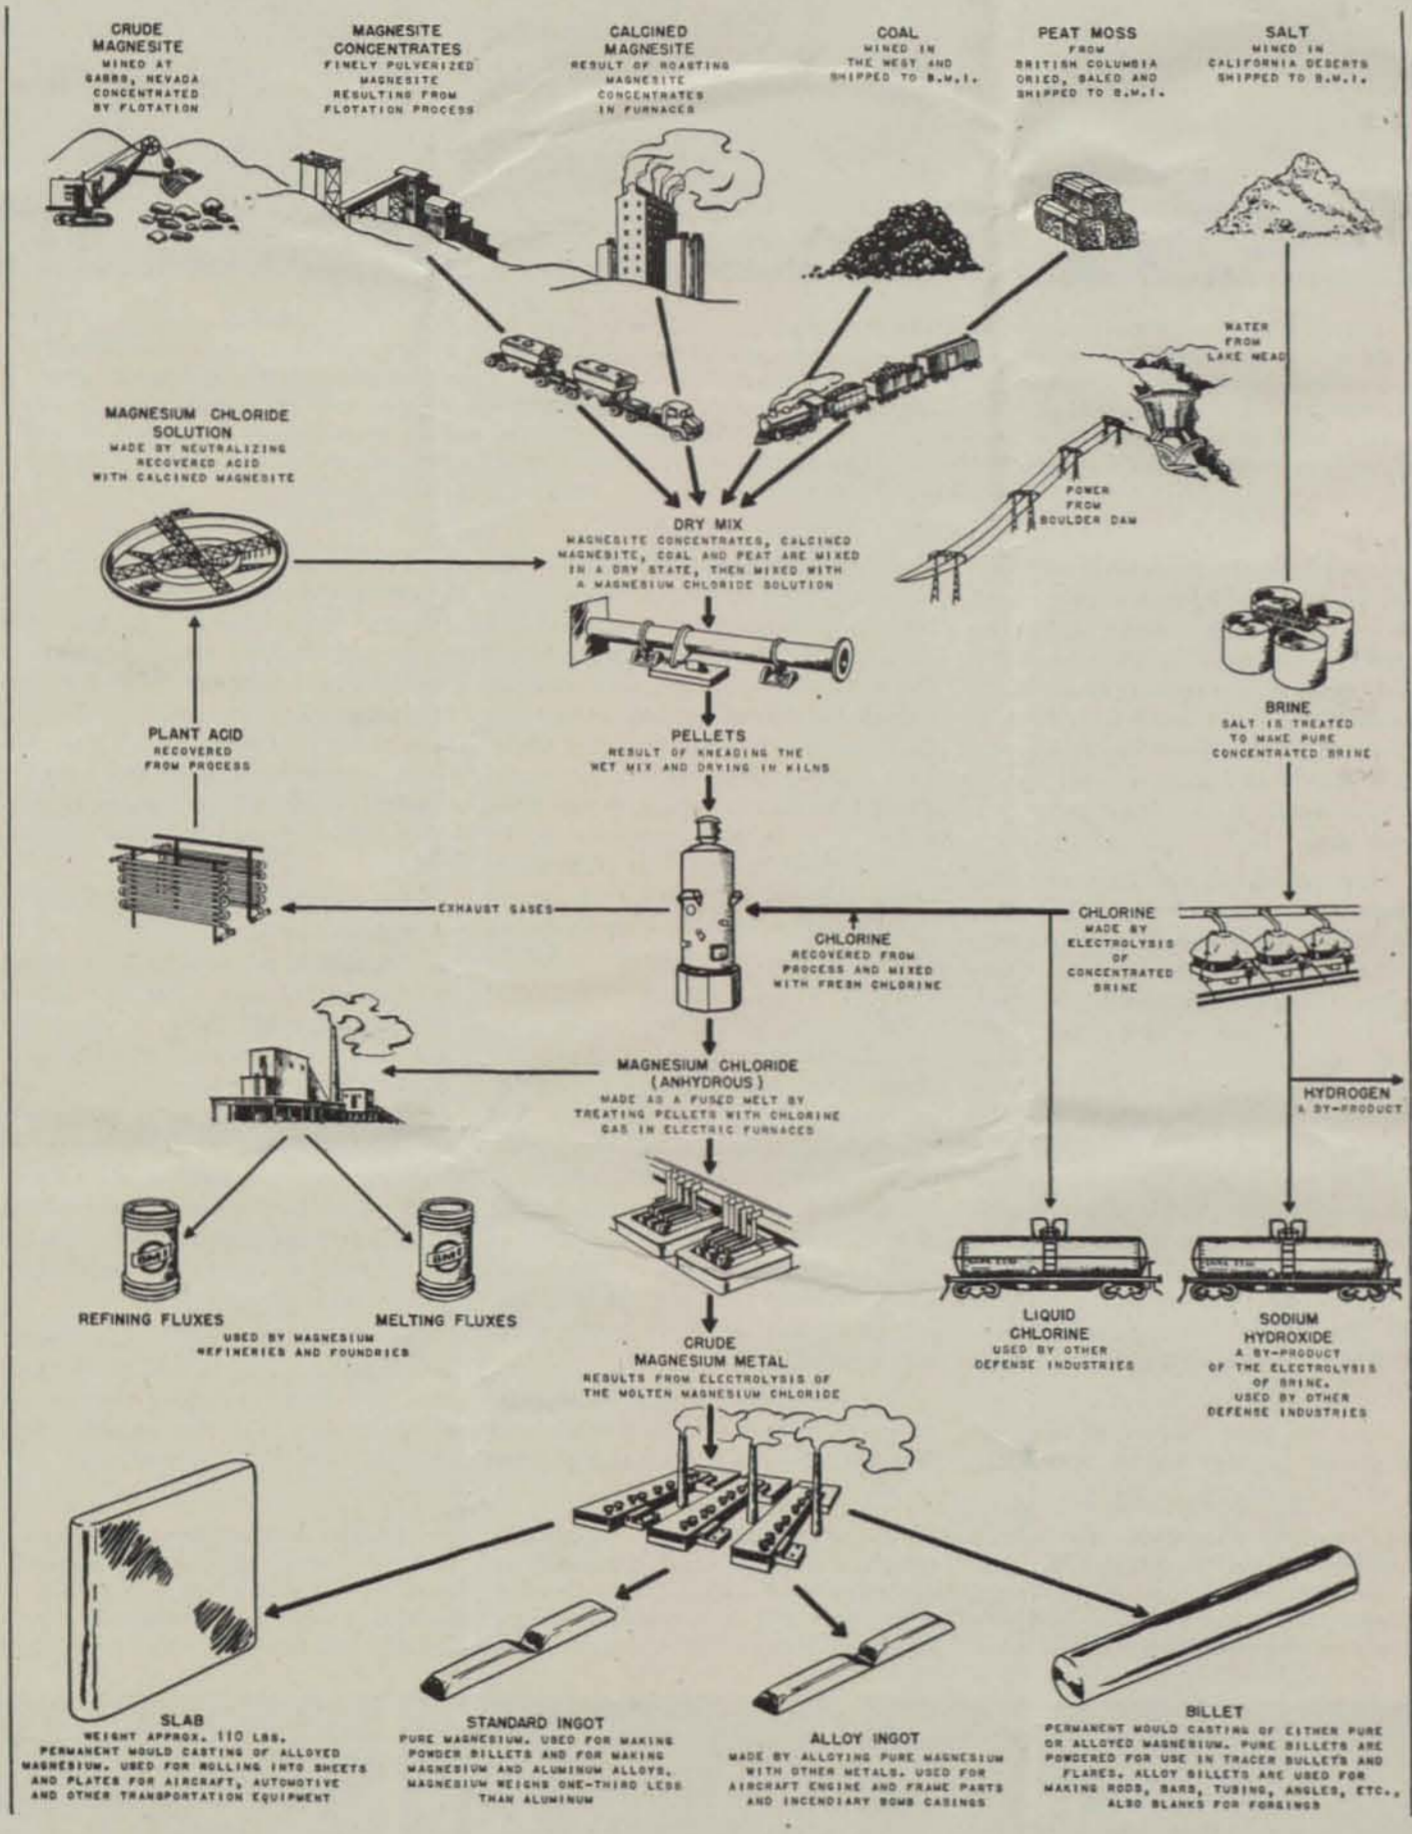 CRUDE
MAGNESITE
MINED AT
GABBS, NEVADA
CONCENTRATED
BY FLOTATION
MAGNESITE
CONCENTRATES
FINELY PULVERIZED
MAGNESITE
RESULTING FROM
FLOTATION PROCESS
CALCINED
MAGNESITE
RESULT OF ROASTING
MAGNESITE
CONCENTRATES
IN FURNACES
COAL
MINED IN
THE WEST AND
SHIPPED TO B.M.I.
PEAT MOSS
FROM
BRITISH COLUMBIA
DRIED, BALED AND
SHIPPED TO B.M.I.
SALT
MINED IN
CALIFORNIA DESERTS
SHIPPED TO B.M.I.
WATER
FROM
LAKE MEAD
POWER
FROM
BOULDER DAM
MAGNESIUM CHLORIDE
SOLUTION
MADE BY NEUTRALIZING
RECOVERED ACID
WITH CALCINED MAGNESITE
DRY MIX
MAGNESITE CONCENTRATES, CALCINED
MAGNESITE, COAL AND PEAT ARE MIXED
IN A DRY STATE, THEN MIXED WITH
A MAGNESIUM CHLORIDE SOLUTION
PLANT ACID
RECOVERED
FROM PROCESS
PELLETS
RESULT OF KNEADING THE
WET MIX AND DRYING IN KILNS
BRINE
SALT IS TREATED
TO MAKE PURE
CONCENTRATED BRINE
EXHAUST GASES
CHLORINE
RECOVERED FROM
PROCESS AND MIXED
WITH FRESH CHLORINE
CHLORINE
MADE BY
ELECTROLYSIS
OF
CONCENTRATED
BRINE
MAGNESIUM CHLORIDE
(ANHYDROUS)
MADE AS A FUSED MELT BY
TREATING PELLETS WITH CHLORINE
GAS IN ELECTRIC FURNACES
HYDROGEN
A BY-PRODUCT
BMI
BMI
REFINING FLUXES
MELTING FLUXES
USED BY MAGNESIUM
REFINERIES AND FOUNDRIES
CRUDE
MAGNESIUM METAL
RESULTS FROM ELECTROLYSIS OF
THE MOLTEN MAGNESIUM CHLORIDE
LIQUID
CHLORINE
USED BY OTHER
DEFENSE INDUSTRIES
SODIUM
HYDROXIDE
A BY-PRODUCT
OF THE ELECTROLYSIS
OF BRINE.
USED BY OTHER
DEFENSE INDUSTRIES
SLAB
WEIGHT APPROX. 110 LBS.
PERMANENT MOULD CASTING OF ALLOYED
MAGNESIUM. USED FOR ROLLING INTO SHEETS
AND PLATES FOR AIRCRAFT, AUTOMOTIVE
AND OTHER TRANSPORTATION EQUIPMENT
STANDARD INGOT
PURE MAGNESIUM. USED FOR MAKING
POWDER BILLETS AND FOR MAKING
MAGNESIUM AND ALUMINUM ALLOYS.
MAGNESIUM WEIGHS ONE-THIRD LESS
THAN ALUMINUM
ALLOY INGOT
MADE BY ALLOYING PURE MAGNESIUM
WITH OTHER METALS. USED FOR
AIRCRAFT ENGINE AND FRAME PARTS
AND INCENDIARY BOMB CASINGS
BILLET
PERMANENT MOULD CASTING OF EITHER PURE
OR ALLOYED MAGNESIUM. PURE BILLETS ARE
POWDERED FOR USE IN TRACER BULLETS AND
FLARES. ALLOY BILLETS ARE USED FOR
MAKING RODS, BARS, TUBING, ANGLES, ETC.,
ALSO BLANKS FOR FORGINGS